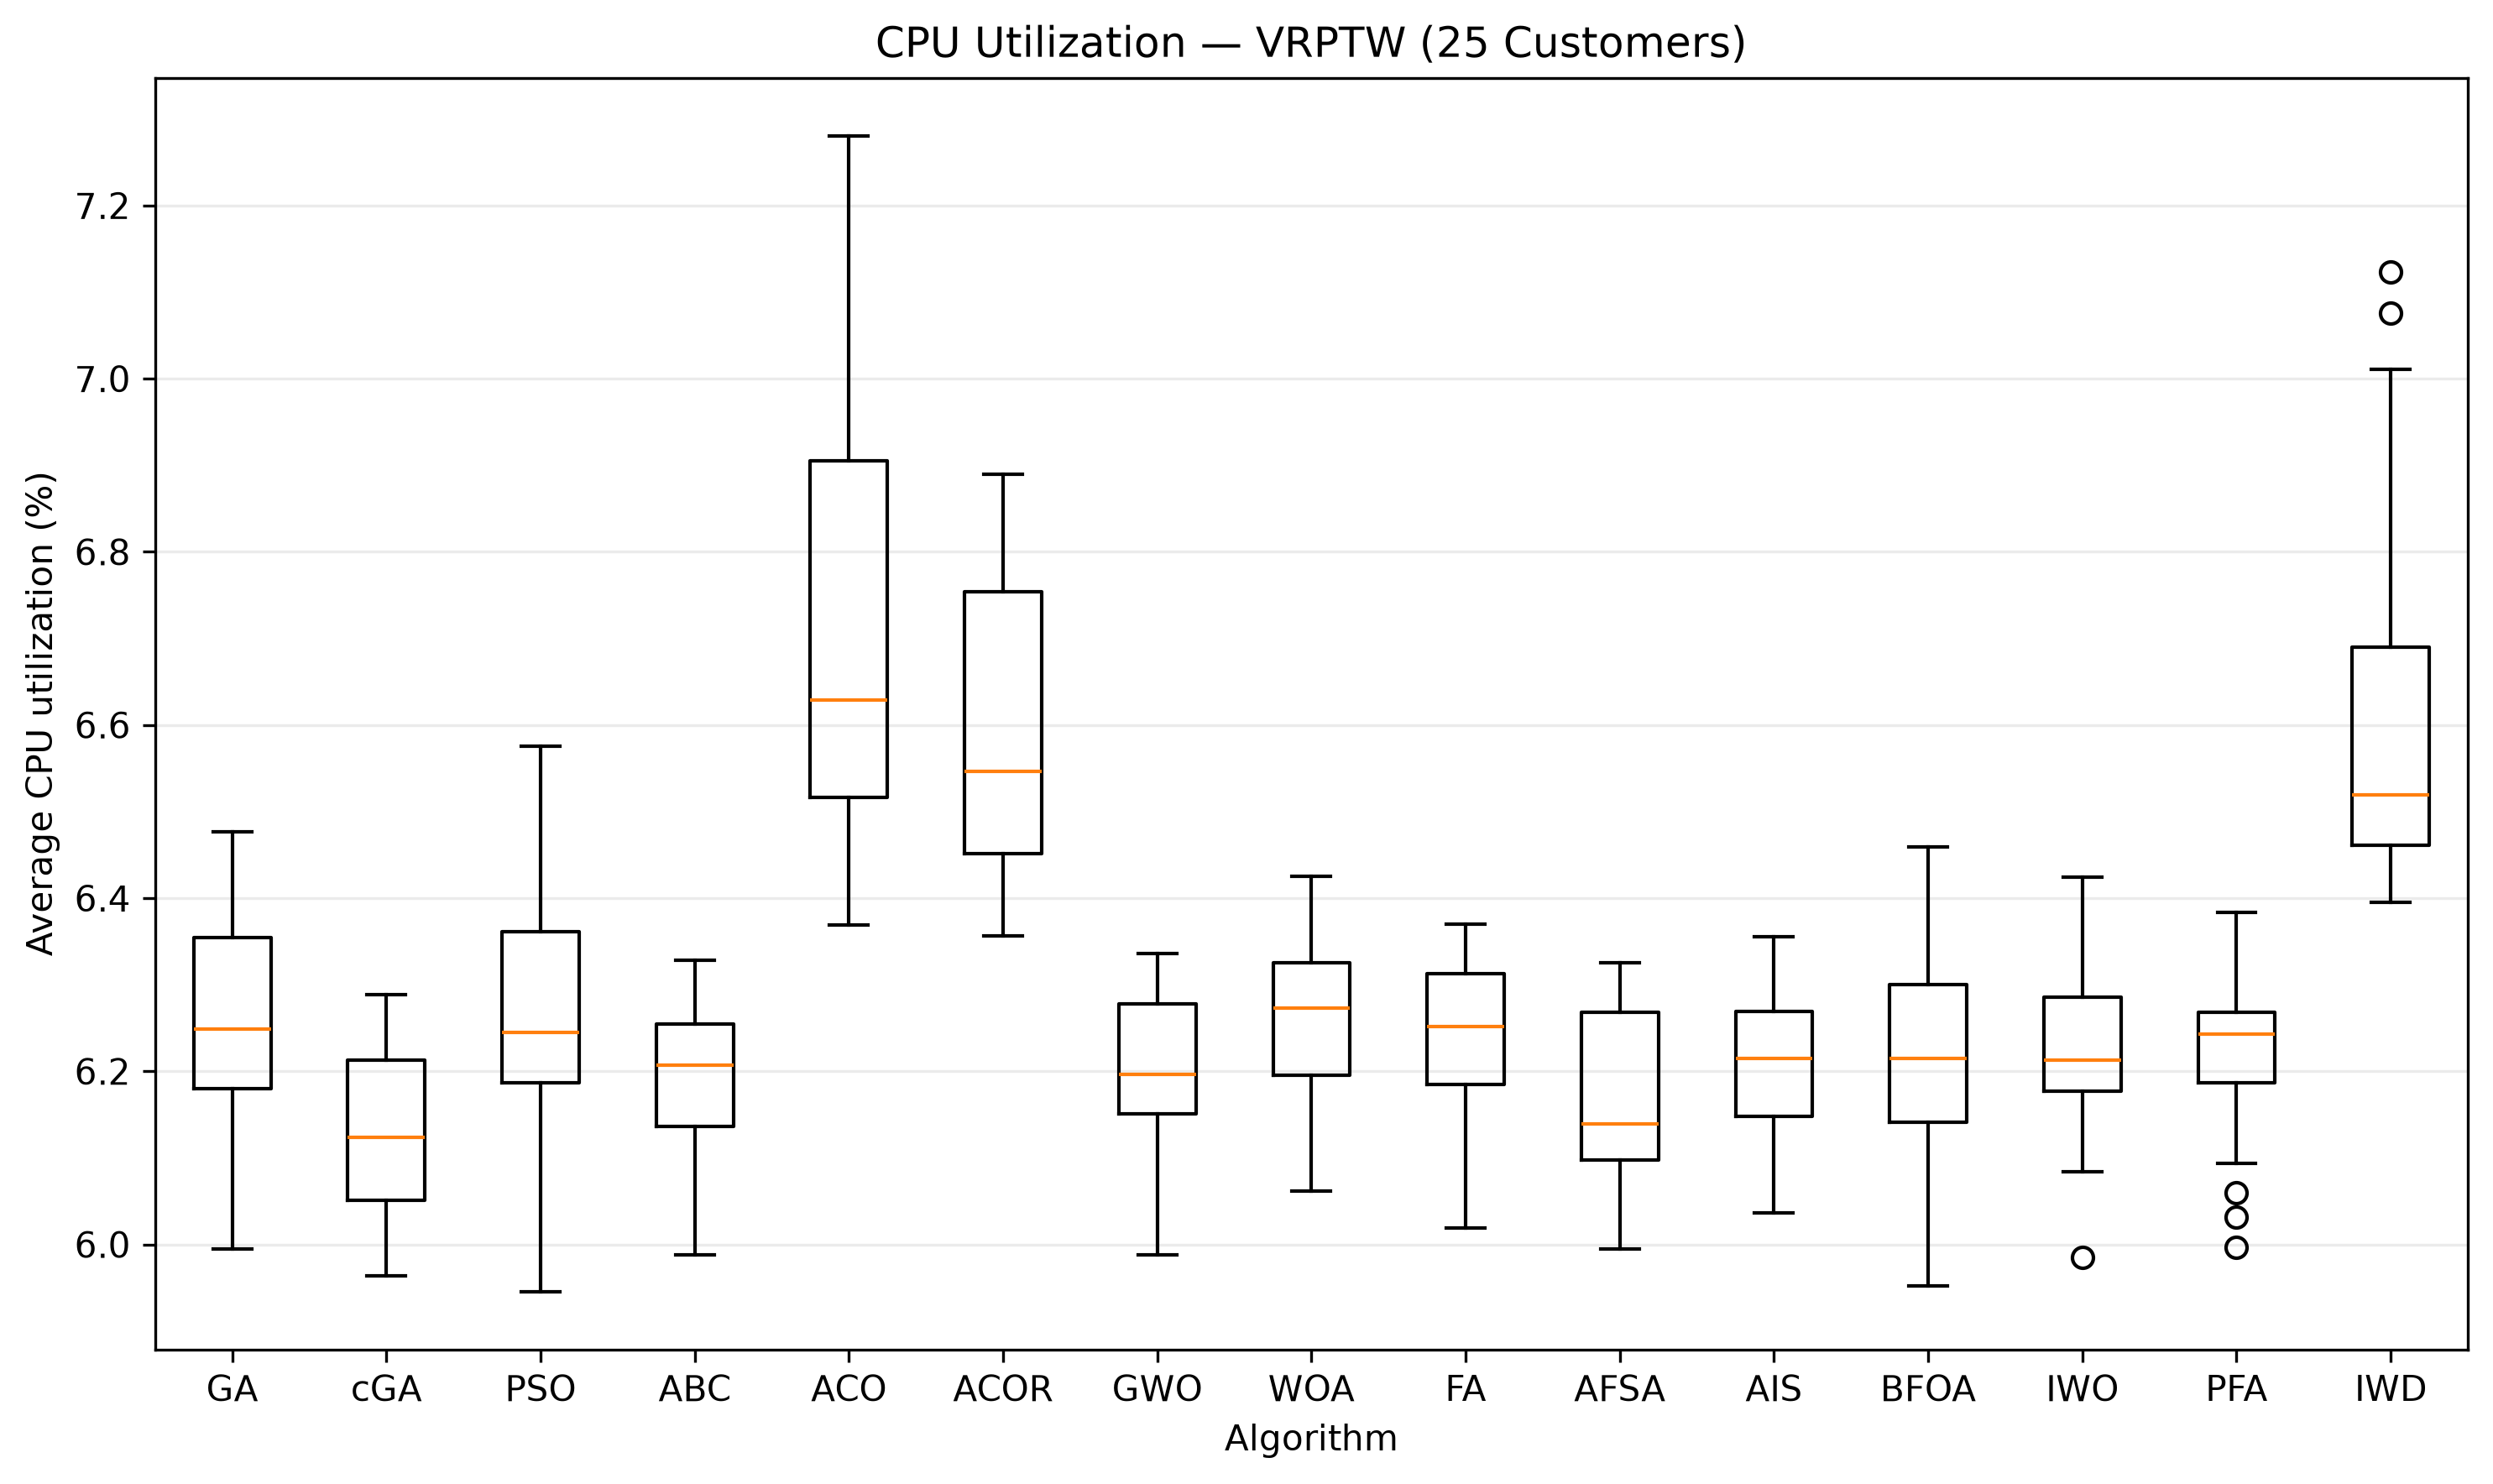 CPU Utilization — VRPTW (25 Customers)
Average CPU utilization (%)
7.2
7.0
6.8
6.6
6.4
6.2
6.0
GA cGA PSO ABC ACO ACOR GWO WOA FA AFSA AIS BFOA IWO PFA IWD
Algorithm